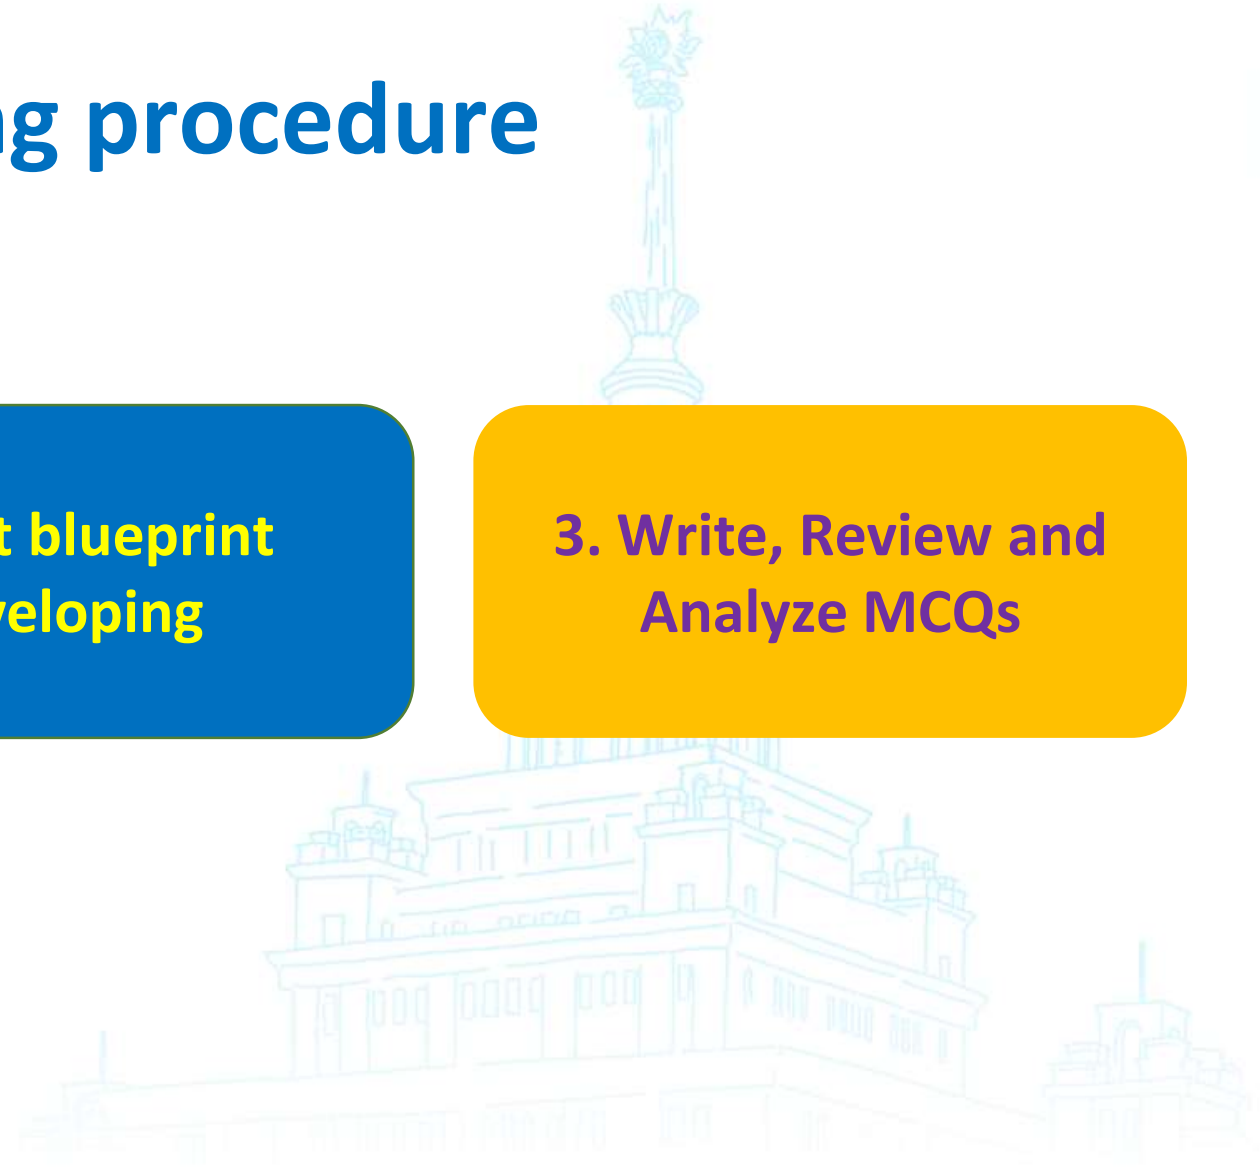 ng procedure
t blueprint
veloping
3. Write, Review and
Analyze MCQs